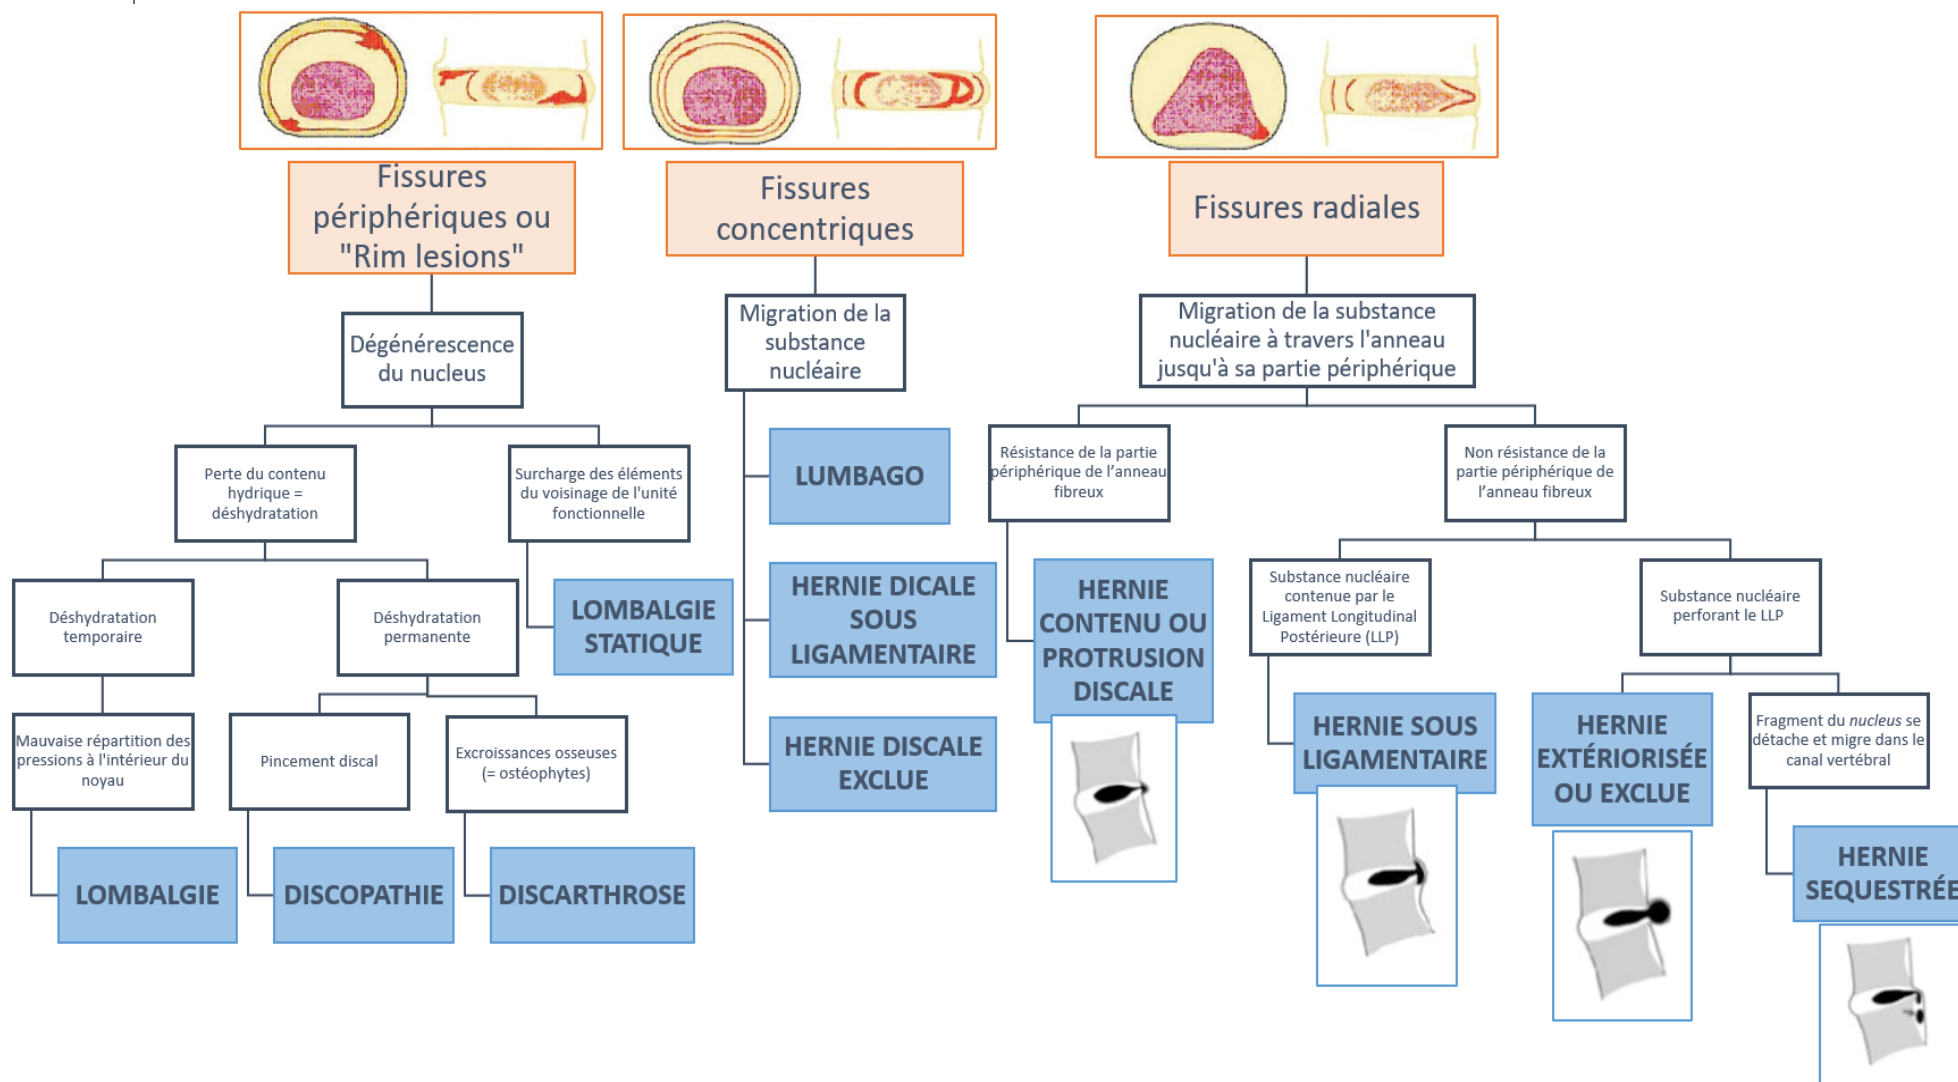 Fissures
périphériques ou
"Rim lesions"
Dégénérescence
du nucleus
Perte du contenu
hydrique =
déshydratation
Surcharge des éléments
du voisinage de l'unité
fonctionnelle
Déshydratation
temporaire
Déshydratation
permanente
LOMBALGIE
STATIQUE
Mauvaise répartition des
pressions à l'intérieur du
noyau
Pincement discal
Excroissances osseuses
(= ostéophytes)
LOMBALGIE
DISCOPATHIE
DISCARTHROSE
Fissures
concentriques
Migration de la
substance
nucléaire
LUMBAGO
HERNIE DICALE
SOUS
LIGAMENTAIRE
HERNIE DISCALE
EXCLUE
Fissures radiales
Migration de la substance
nucléaire à travers l'anneau
jusqu'à sa partie périphérique
Résistance de la partie
périphérique de l’anneau
fibreux
HERNIE
CONTENU OU
PROTRUSION
DISCALE
Non résistance de la
partie périphérique de
l’anneau fibreux
Substance nucléaire
contenue par le
Ligament Longitudinal
Postérieure (LLP)
HERNIE SOUS
LIGAMENTAIRE
Substance nucléaire
perforant le LLP
HERNIE
EXTÉRIORISÉE
OU EXCLUE
Fragment du nucleus se
détache et migre dans le
canal vertébral
HERNIE
SEQUESTRÉE